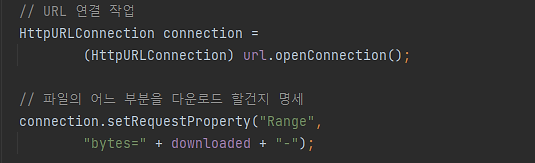 // URL 연결 작업
HttpURLConnection connection =
(HttpURLConnection) url.openConnection();
// 파일의 어느 부분을 다운로드 할건지 명세
connection.setRequestProperty("Range",
"bytes=" + downloaded + "-");